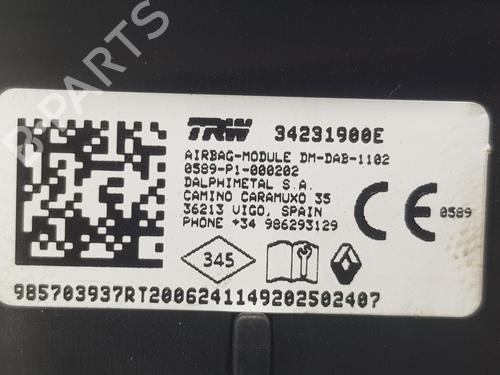 B-PARTS
TRW 34231900E
AIRBAG-MODULE DM-DAB-1102
0589-P1-000202
DALPHIMETAL S.A.
CAMINO CARAMUXO 35
36213 VIGO, SPAIN
PHONE +34 986293129
CE 0589
345
985703937RT2006241149202502407